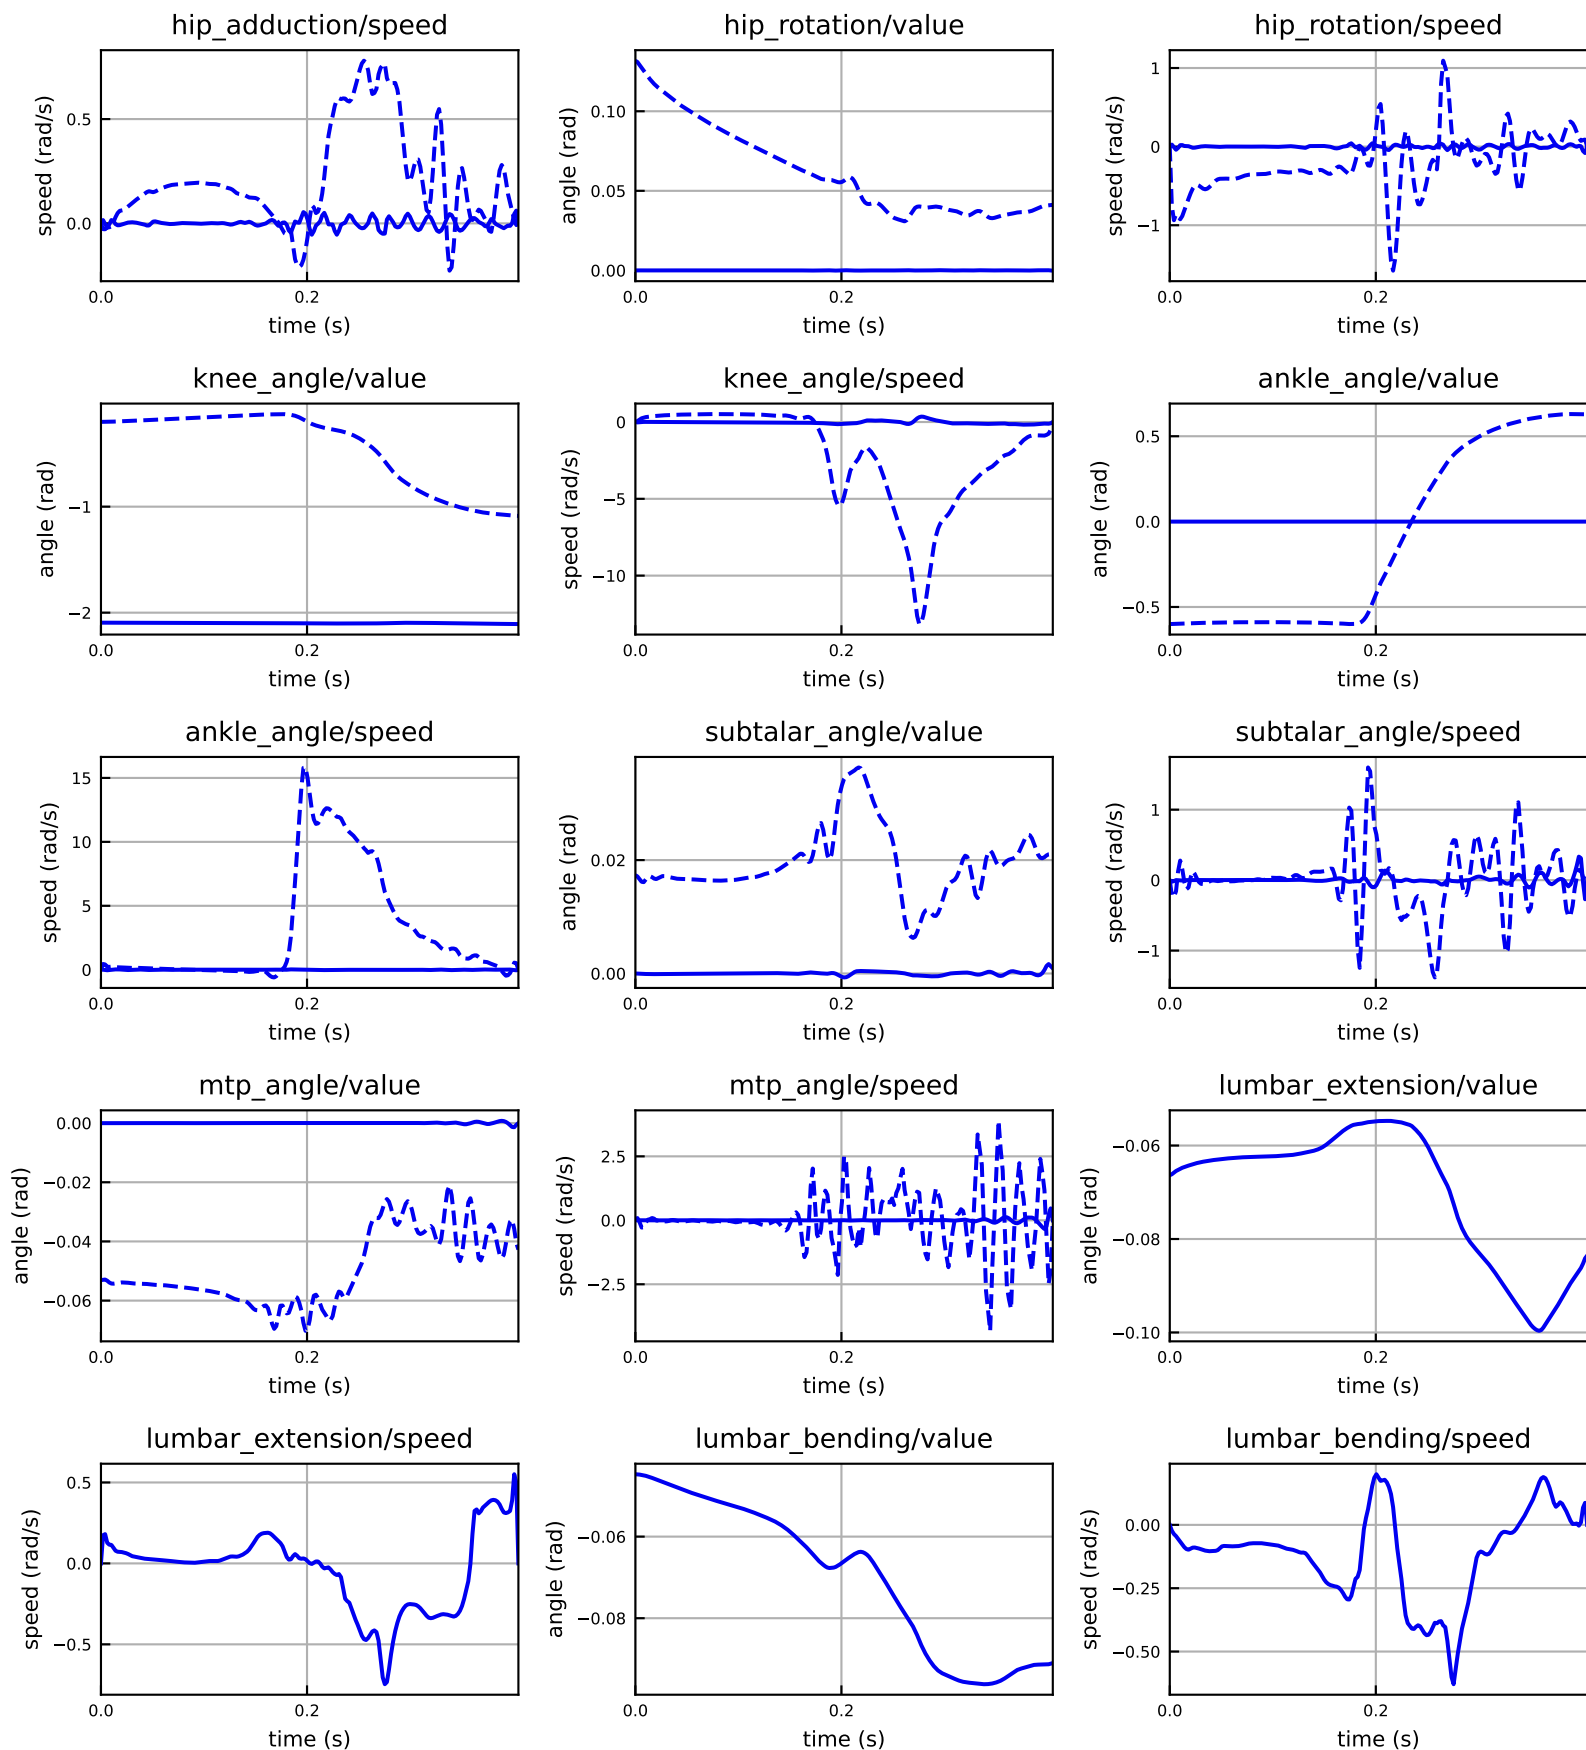 hip_adduction/speed
speed (rad/s)
0.5
0.0
0.0
0.2
time (s)
hip_rotation/value
angle (rad)
0.10
0.05
0.00
0.0
0.2
time (s)
hip_rotation/speed
speed (rad/s)
1
0
−1
0.0
0.2
time (s)
knee_angle/value
angle (rad)
−1
−2
0.0
0.2
time (s)
knee_angle/speed
speed (rad/s)
0
−5
−10
0.0
0.2
time (s)
ankle_angle/value
angle (rad)
0.5
0.0
−0.5
0.0
0.2
time (s)
ankle_angle/speed
speed (rad/s)
15
10
5
0
0.0
0.2
time (s)
subtalar_angle/value
angle (rad)
0.02
0.00
0.0
0.2
time (s)
subtalar_angle/speed
speed (rad/s)
1
0
−1
0.0
0.2
time (s)
mtp_angle/value
angle (rad)
0.00
−0.02
−0.04
−0.06
0.0
0.2
time (s)
mtp_angle/speed
speed (rad/s)
2.5
0.0
−2.5
0.0
0.2
time (s)
lumbar_extension/value
angle (rad)
−0.06
−0.08
−0.10
0.0
0.2
time (s)
lumbar_extension/speed
speed (rad/s)
0.5
0.0
−0.5
0.0
0.2
time (s)
lumbar_bending/value
angle (rad)
−0.06
−0.08
0.0
0.2
time (s)
lumbar_bending/speed
speed (rad/s)
0.00
−0.25
−0.50
0.0
0.2
time (s)